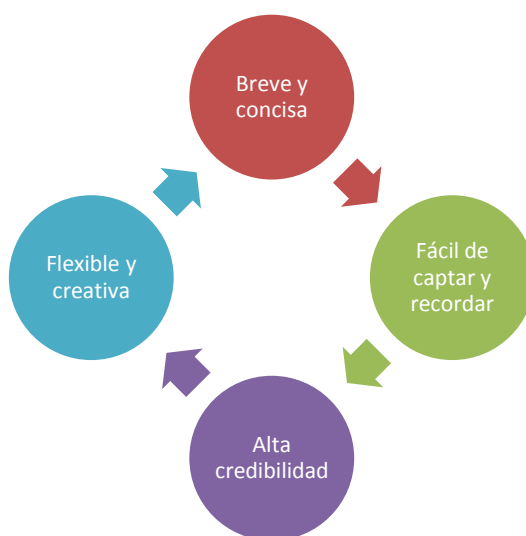 Breve y
concisa
Fácil de
captar y
recordar
Alta
credibilidad
Flexible y
creativa